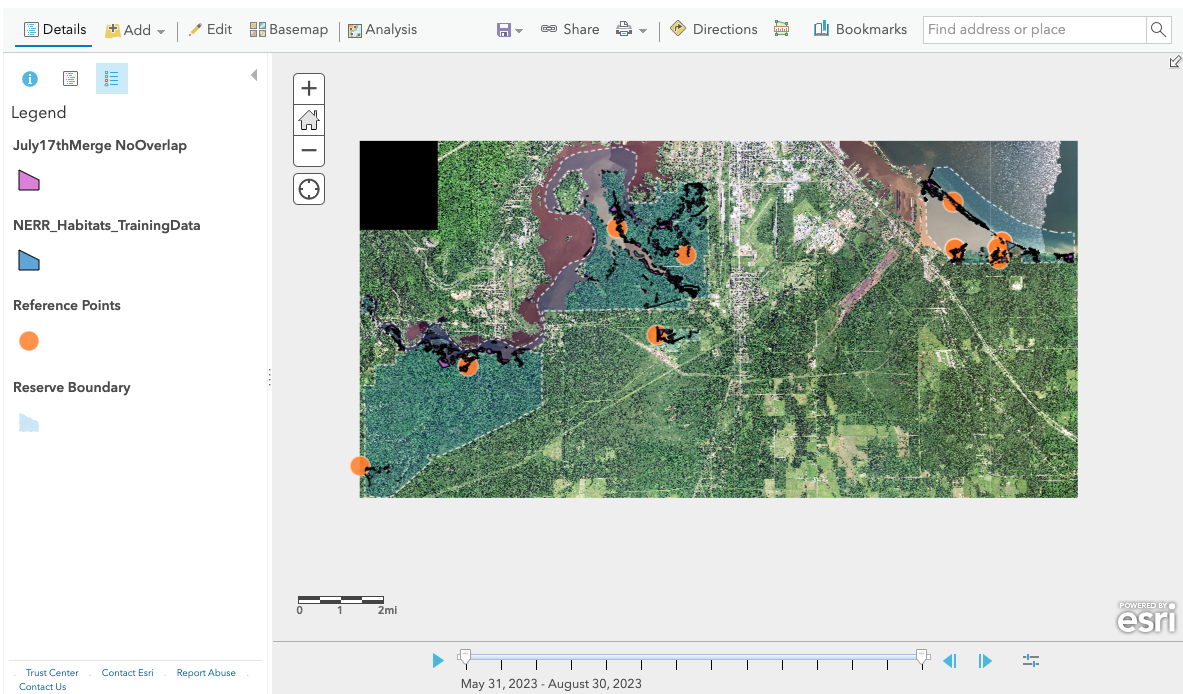 Details Add Edit Basemap Analysis Share Directions Bookmarks Find address or place
Legend
July17thMerge NoOverlap
NERR_Habitats_TrainingData
Reference Points
Reserve Boundary
0 1 2mi
POWERED BY
esri
May 31, 2023 - August 30, 2023
Trust Center . Contact Esri . Report Abuse .
Contact Us